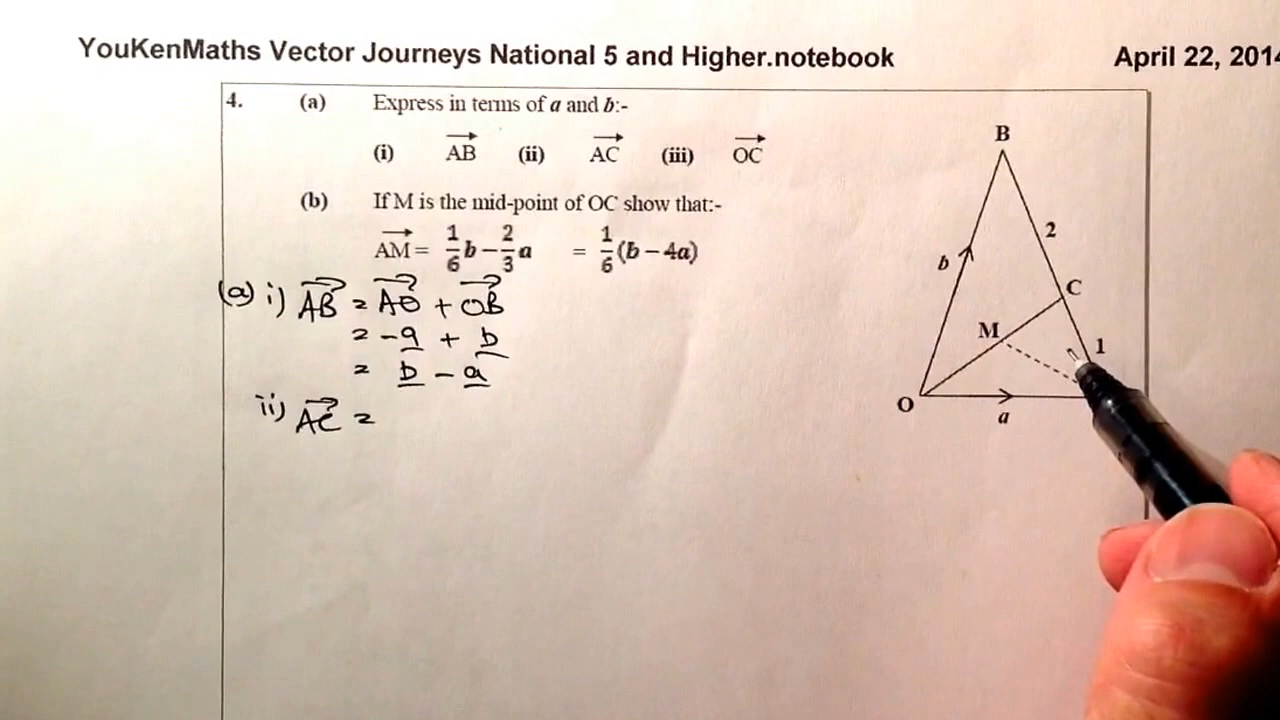 YouKenMaths Vector Journeys National 5 and Higher.notebook
April 22, 2014
4. (a) Express in terms of a and b:-
(i) AB (ii) AC (iii) OC
(b) If M is the mid-point of OC show that:-
AM = 1/6 b − 2/3 a = 1/6 (b − 4a)
(a) i) AB = AO + OB
= -a + b
= b - a
ii) AC =
B
2
b
C
M
1
O
a